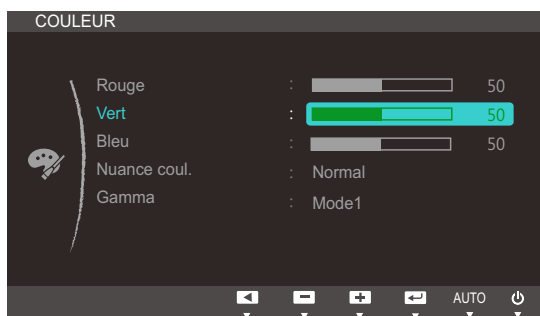 COULEUR
Rouge : 50
Vert : 50
Bleu : 50
Nuance coul. : Normal
Gamma : Mode1
AUTO